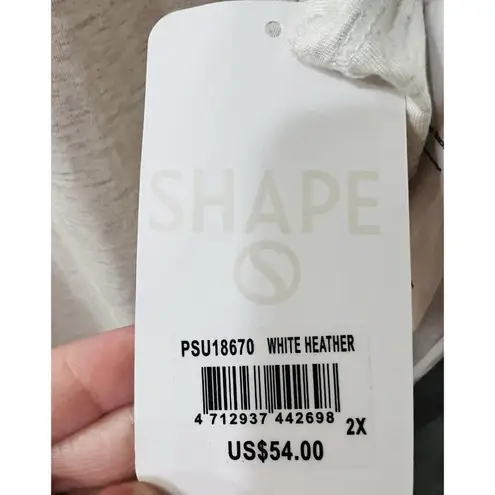 SHAPE
S
PSU18670 WHITE HEATHER
4 712937 442698
2X
US$54.00